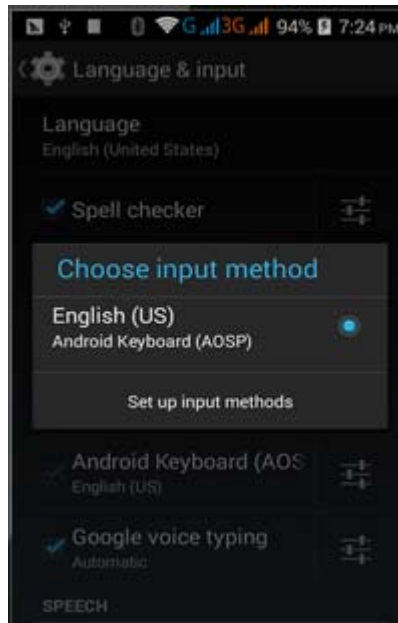 G 3G 94% 7:24 PM
Language & input
Language
English (United States)
Spell checker
Choose input method
English (US)
Android Keyboard (AOSP)
Set up input methods
Android Keyboard (AOS
English (US)
Google voice typing
Automatic
SPEECH